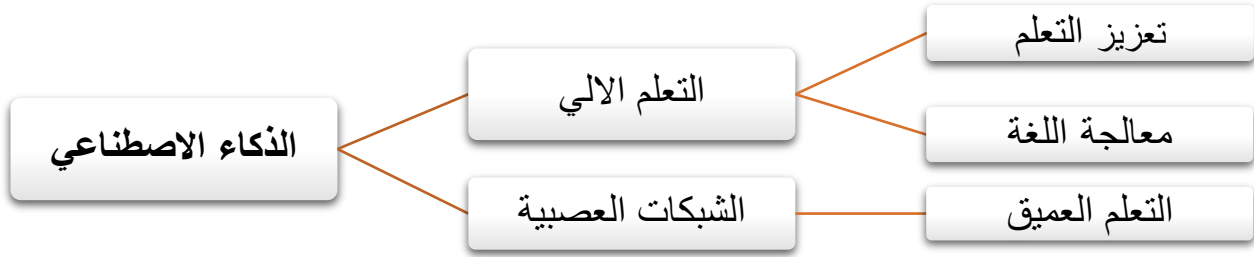 الذكاء الاصطناعي
التعلم الالي
تعزيز التعلم
معالجة اللغة
الشبكات العصبية
التعلم العميق